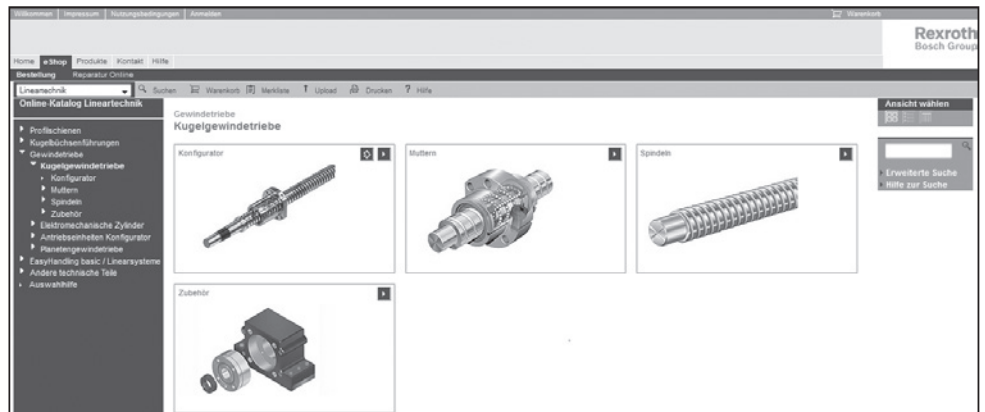 Willkommen | Impressum | Nutzungsbedingungen | Anmelden
Warenkorb
Rexroth
Bosch Group
Home eShop Produkte Kontakt Hilfe
Bestellung Reparatur Online
Lineartechnik Suchen Warenkorb Merkliste Upload Drucken ? Hilfe
Online-Katalog Lineartechnik
Profilschienen
Kugelbüchsenführungen
Gewindetriebe
Kugelgewindetriebe
Konfigurator
Muttern
Spindeln
Zubehör
Elektromechanische Zylinder
Antriebseinheiten Konfigurator
Planetengewindetriebe
EasyHandling basic / Linearsysteme
Andere technische Teile
Auswahlhilfe
Gewindetriebe
Kugelgewindetriebe
Konfigurator
Muttern
Spindeln
Zubehör
Ansicht wählen
Erweiterte Suche
Hilfe zur Suche